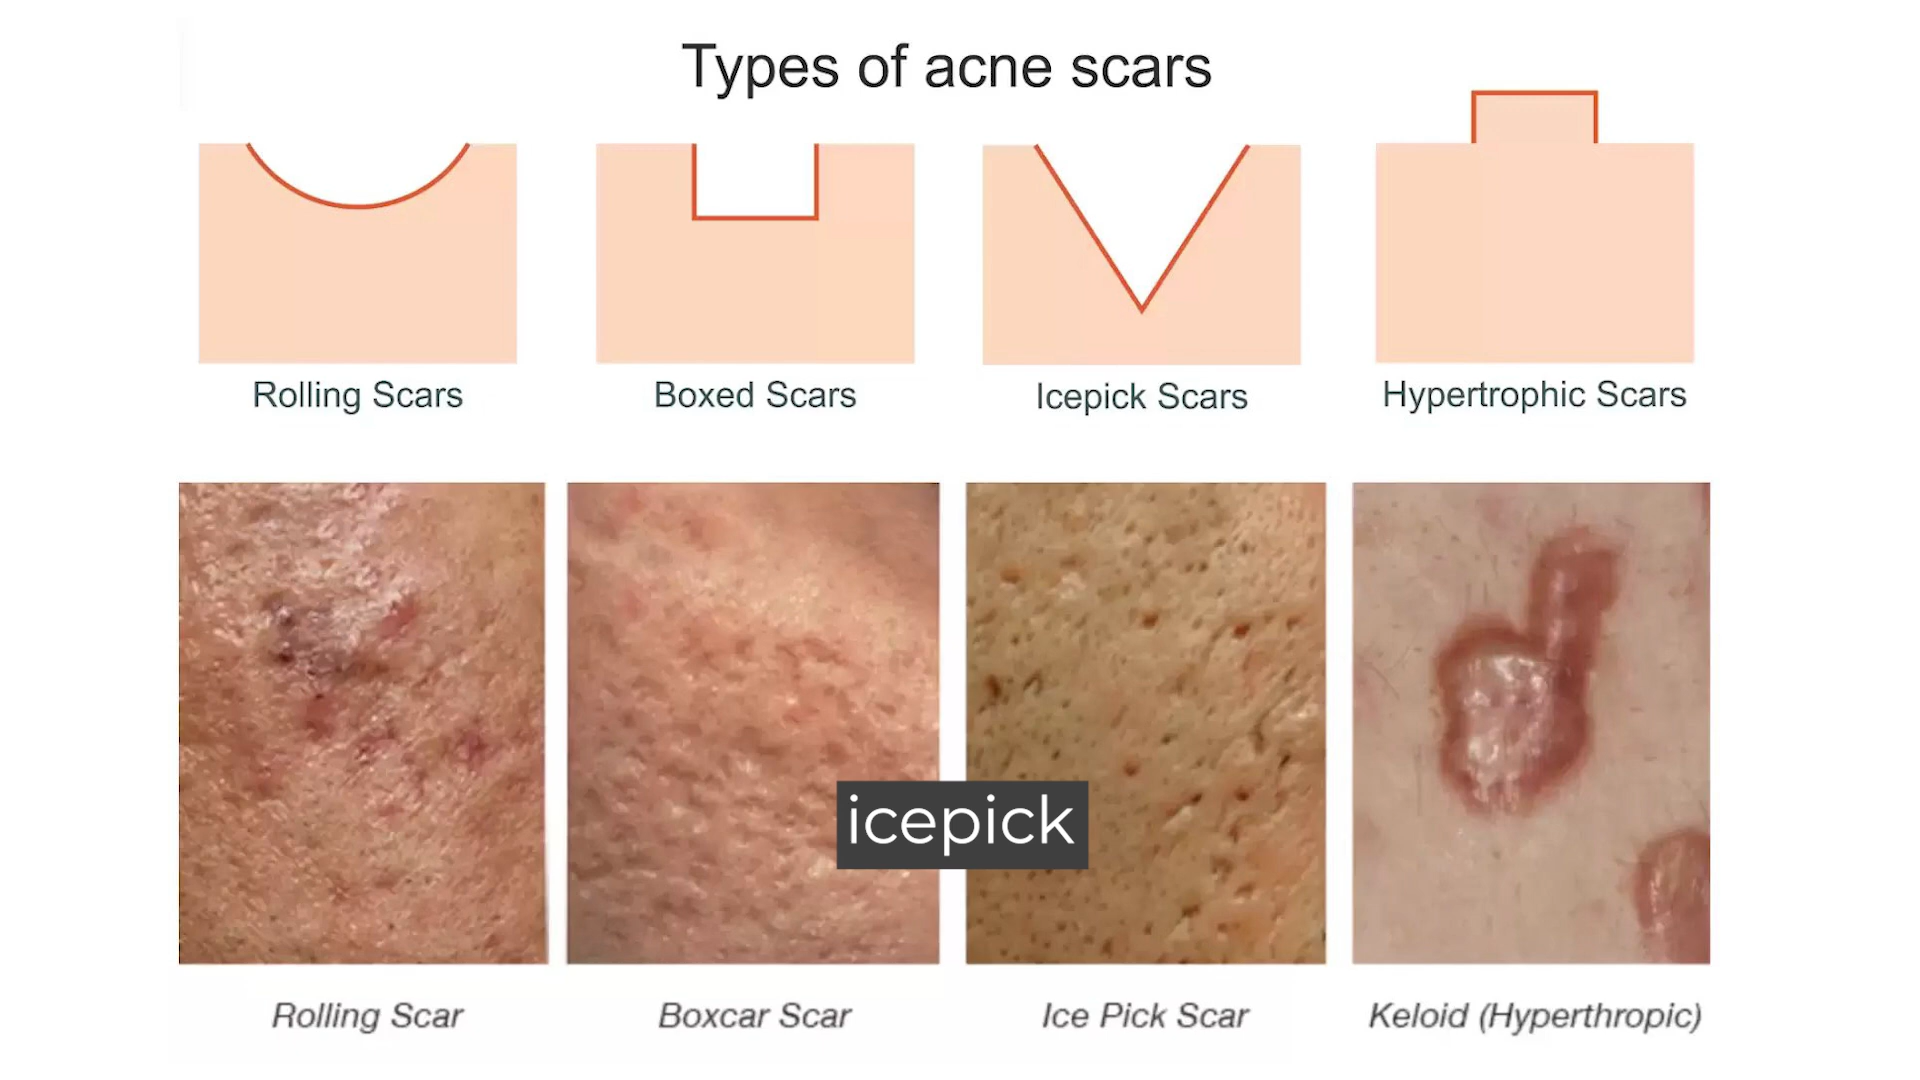 Types of acne scars
Rolling Scars
Boxed Scars
Icepick Scars
Hypertrophic Scars
icepick
Rolling Scar
Boxcar Scar
Ice Pick Scar
Keloid (Hyperthropic)